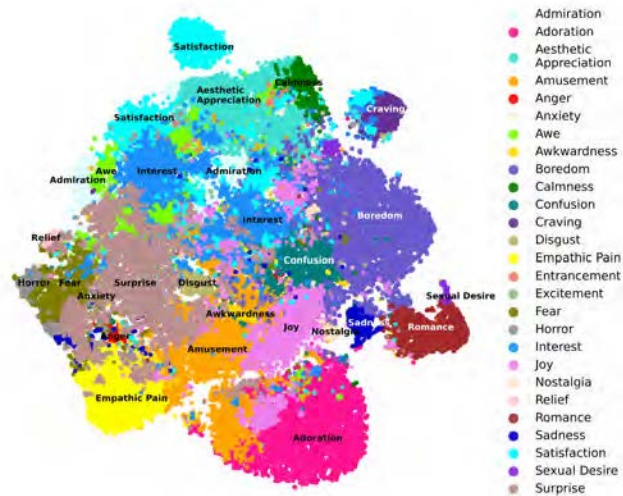 Satisfaction
Calmness
Aesthetic
Appreciation
Craving
Satisfaction
Awe
Interest
Admiration
Admiration
Interest
Boredom
Relief
Confusion
Horror
Fear
Surprise
Disgust
Anxiety
Sexual Desire
Awkwardness
Joy
Nostalgia
Sadness
Romance
Anger
Amusement
Empathic Pain
Adoration
Admiration
Adoration
Aesthetic
Appreciation
Amusement
Anger
Anxiety
Awe
Awkwardness
Boredom
Calmness
Confusion
Craving
Disgust
Empathic Pain
Entrancement
Excitement
Fear
Horror
Interest
Joy
Nostalgia
Relief
Romance
Sadness
Satisfaction
Sexual Desire
Surprise